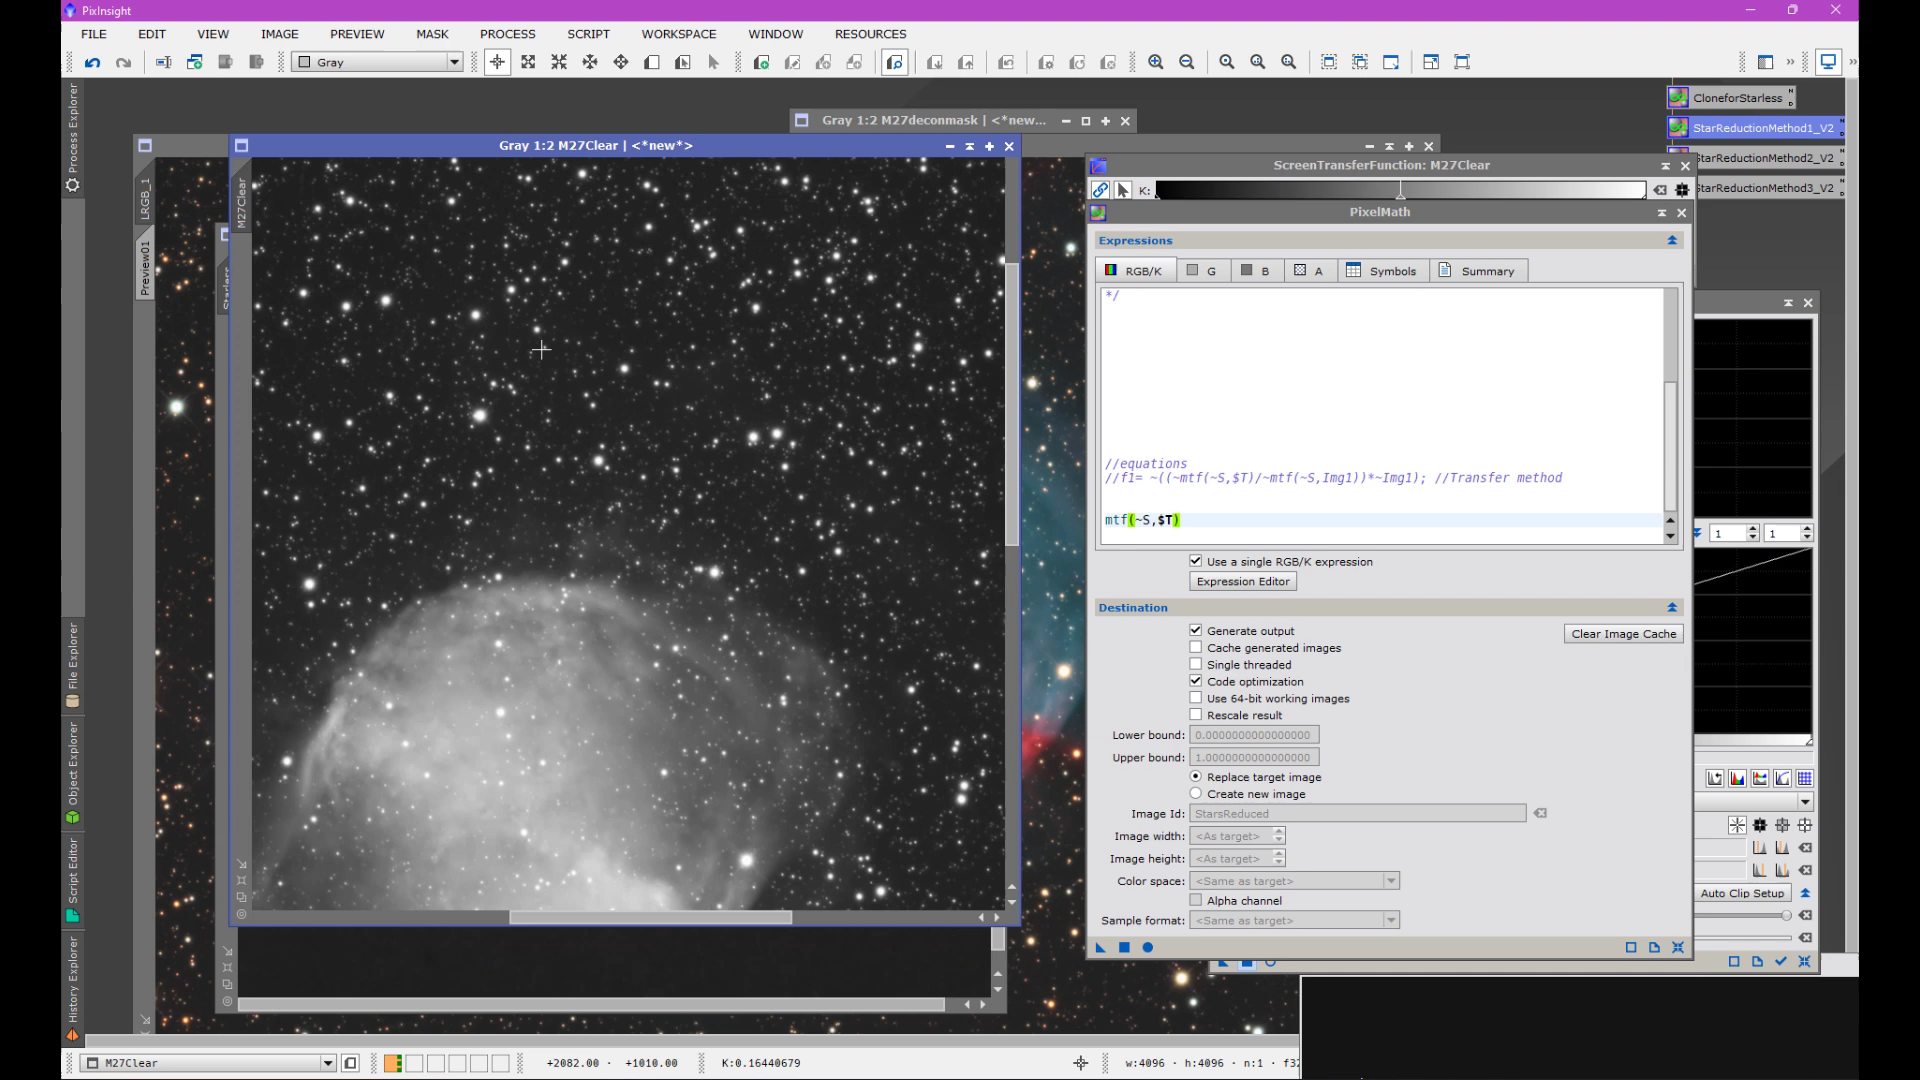 PixInsight
FILE EDIT VIEW IMAGE PREVIEW MASK PROCESS SCRIPT WORKSPACE WINDOW RESOURCES
Gray
Process Explorer
File Explorer
Object Explorer
Script Editor
History Explorer
CloneforStarless
StarReductionMethod1_V2
StarReductionMethod2_V2
StarReductionMethod3_V2
Gray 1:2 M27deconmask | <*new...
Gray 1:2 M27Clear | <*new*>
LRGB_1
Preview01
M27Clear
ScreenTransferFunction: M27Clear
K:
PixelMath
Expressions
RGB/K G B A Symbols Summary
*/
//equations
//f1= ~((~mtf(~S,$T)/~mtf(~S,Img1))*~Img1); //Transfer method
mtf(~S,$T)
Use a single RGB/K expression
Expression Editor
Destination
Generate output
Clear Image Cache
Cache generated images
Single threaded
Code optimization
Use 64-bit working images
Rescale result
Lower bound: 0.0000000000000000
Upper bound: 1.0000000000000000
Replace target image
Create new image
Image Id: StarsReduced
Image width: <As target>
Image height: <As target>
Color space: <Same as target>
Alpha channel
Sample format: <Same as target>
1 1
Auto Clip Setup
M27Clear
+2082.00 · +1010.00
K:0.16440679
w:4096 · h:4096 · n:1 · f32